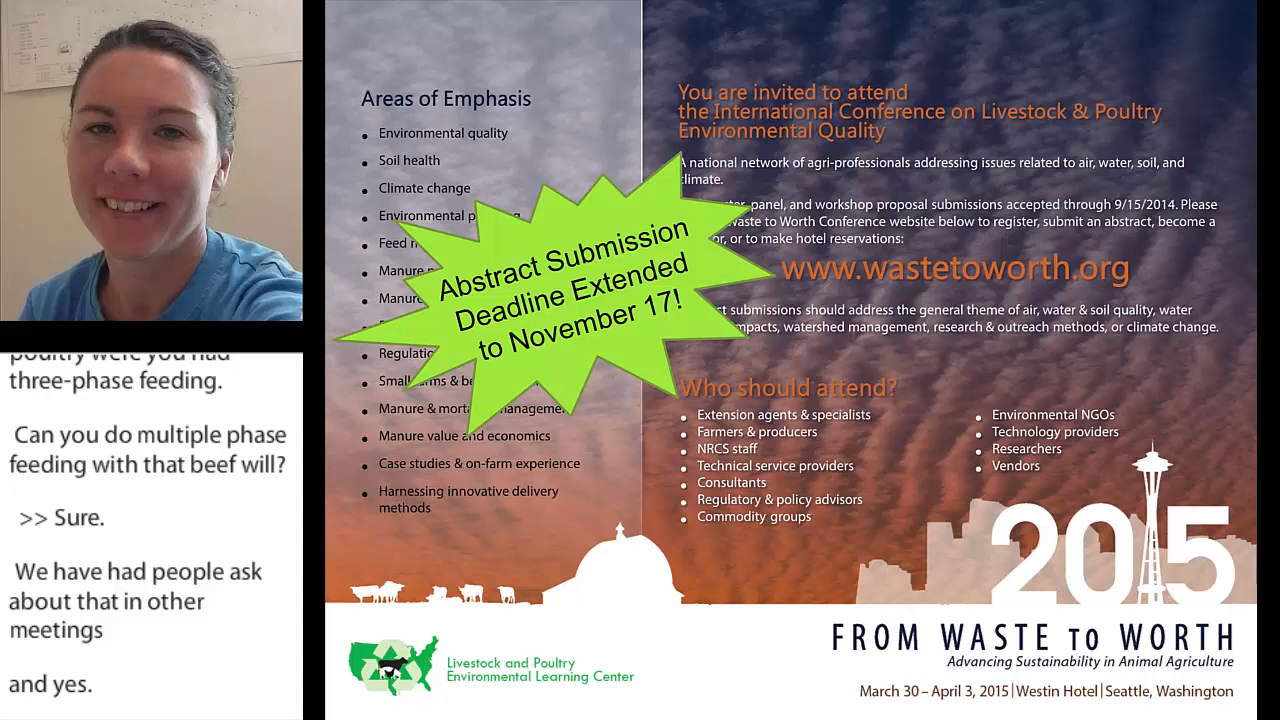 poultry were you had
three-phase feeding.
Can you do multiple phase
feeding with that beef will?
>> Sure.
We have had people ask
about that in other
meetings
and yes.
Areas of Emphasis
Environmental quality
Soil health
Climate change
Environmental
Feed
Manure
Manure
Regulatio
Small
Manure & management
Manure value and economics
Case studies & on-farm experience
Harnessing innovative delivery
methods
Abstract Submission
Deadline Extended
to November 17!
You are invited to attend
the International Conference on Livestock & Poultry
Environmental Quality
A national network of agri-professionals addressing issues related to air, water, soil, and
climate.
panel, and workshop proposal submissions accepted through 9/15/2014. Please
Waste to Worth Conference website below to register, submit an abstract, become a
or to make hotel reservations:
www.wastetoworth.org
submissions should address the general theme of air, water & soil quality, water
impacts, watershed management, research & outreach methods, or climate change.
Who should attend?
Extension agents & specialists
Farmers & producers
NRCS staff
Technical service providers
Consultants
Regulatory & policy advisors
Commodity groups
Environmental NGOs
Technology providers
Researchers
Vendors
2015
FROM WASTE TO WORTH
Advancing Sustainability in Animal Agriculture
March 30 – April 3, 2015 | Westin Hotel | Seattle, Washington
Livestock and Poultry
Environmental Learning Center